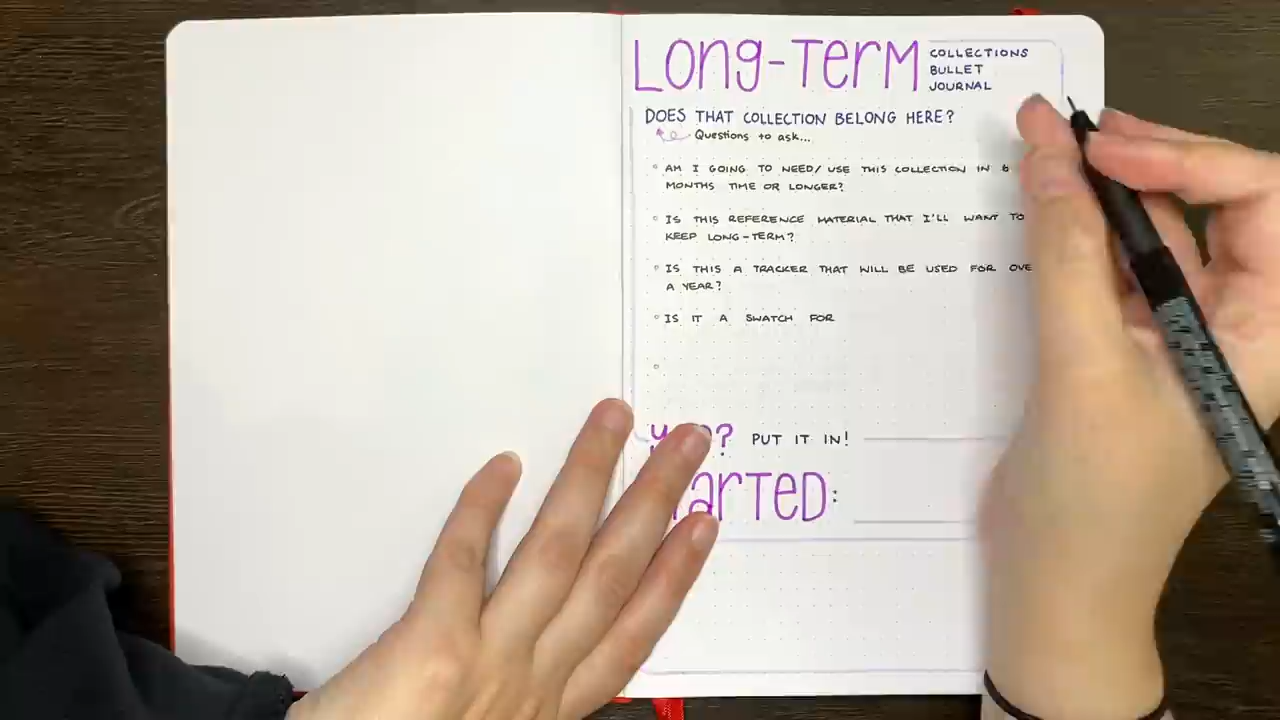 LONG-TERM
COLLECTIONS
BULLET
JOURNAL
DOES THAT COLLECTION BELONG HERE?
Questions to ask...
AM I GOING TO NEED/ USE THIS COLLECTION IN 6
MONTHS TIME OR LONGER?
IS THIS REFERENCE MATERIAL THAT I'LL WANT TO
KEEP LONG-TERM?
IS THIS A TRACKER THAT WILL BE USED FOR
A YEAR?
IS IT A SWATCH FOR
PUT IT IN!